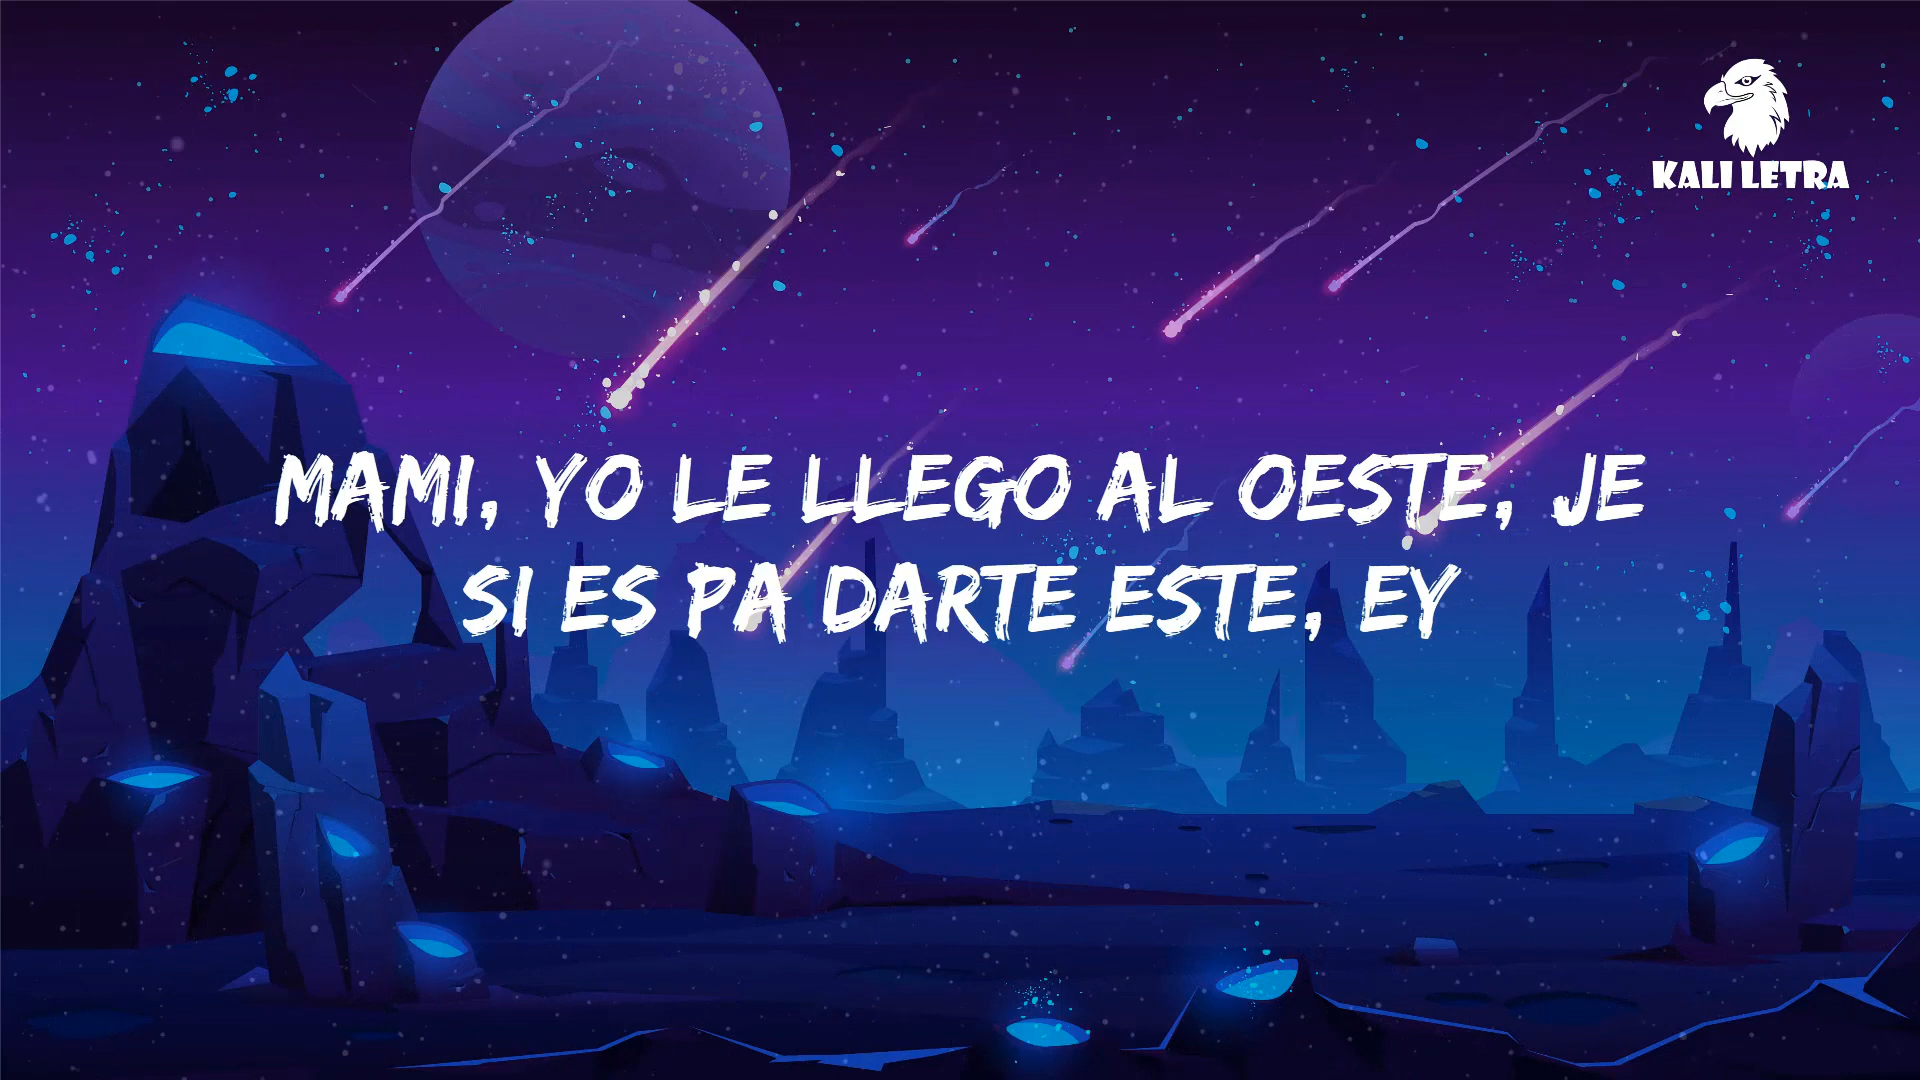 KALI LETRA
MAMI, YO LE LLEGO AL OESTE, JE
SI ES PA DARTE ESTE, EY